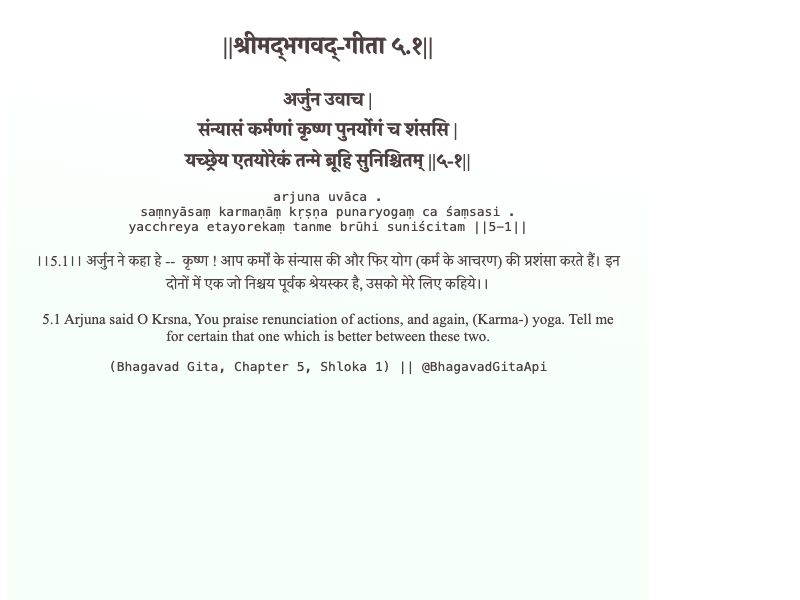 ||श्रीमद्‍भगवद्‍-गीता ५.१||
अर्जुन उवाच |
संन्यासं कर्मणां कृष्ण पुनर्योगं च शंससि |
यच्छ्रेय एतयोरेकं तन्मे ब्रूहि सुनिश्चितम् ||५-१||
arjuna uvāca .
saṃnyāsaṃ karmaṇāṃ kṛṣṇa punaryogaṃ ca śaṃsasi .
yacchreya etayorekaṃ tanme brūhi suniścitam ||5-1||
।।5.1।। अर्जुन ने कहा हे -- कृष्ण ! आप कर्मों के संन्यास की और फिर योग (कर्म के आचरण) की प्रशंसा करते हैं। इन
दोनों में एक जो निश्चय पूर्वक श्रेयस्कर है, उसको मेरे लिए कहिये।।
5.1 Arjuna said O Krsna, You praise renunciation of actions, and again, (Karma-) yoga. Tell me
for certain that one which is better between these two.
(Bhagavad Gita, Chapter 5, Shloka 1) || @BhagavadGitaApi